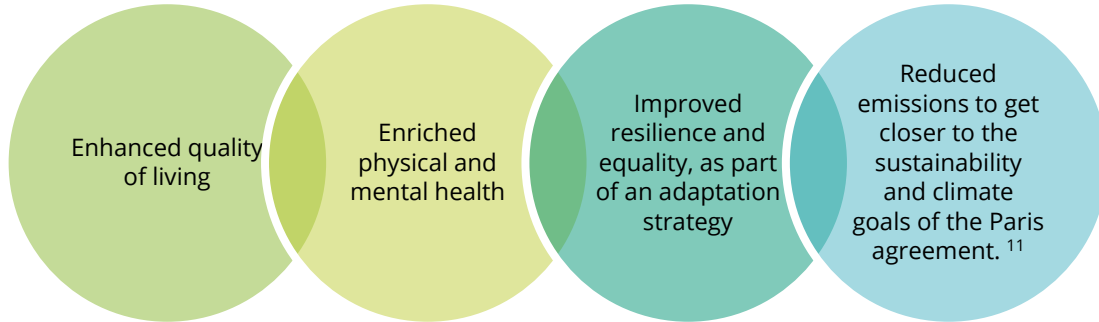 Enhanced quality
of living
Enriched
physical and
mental health
Improved
resilience and
equality, as part
of an adaptation
strategy
Reduced
emissions to get
closer to the
sustainability
and climate
goals of the Paris
agreement. 11